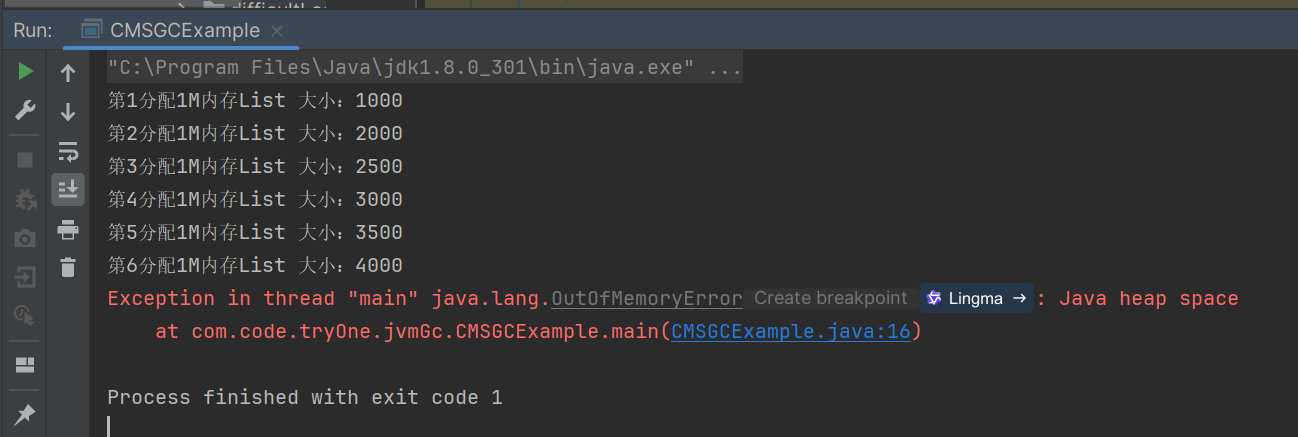 Run: CMSGCExample
"C:\Program Files\Java\jdk1.8.0_301\bin\java.exe" ...
第1分配1M内存List 大小：1000
第2分配1M内存List 大小：2000
第3分配1M内存List 大小：2500
第4分配1M内存List 大小：3000
第5分配1M内存List 大小：3500
第6分配1M内存List 大小：4000
Exception in thread "main" java.lang.OutOfMemoryError Create breakpoint Lingma → : Java heap space
at com.code.tryOne.jvmGc.CMSGCExample.main(CMSGCExample.java:16)
Process finished with exit code 1